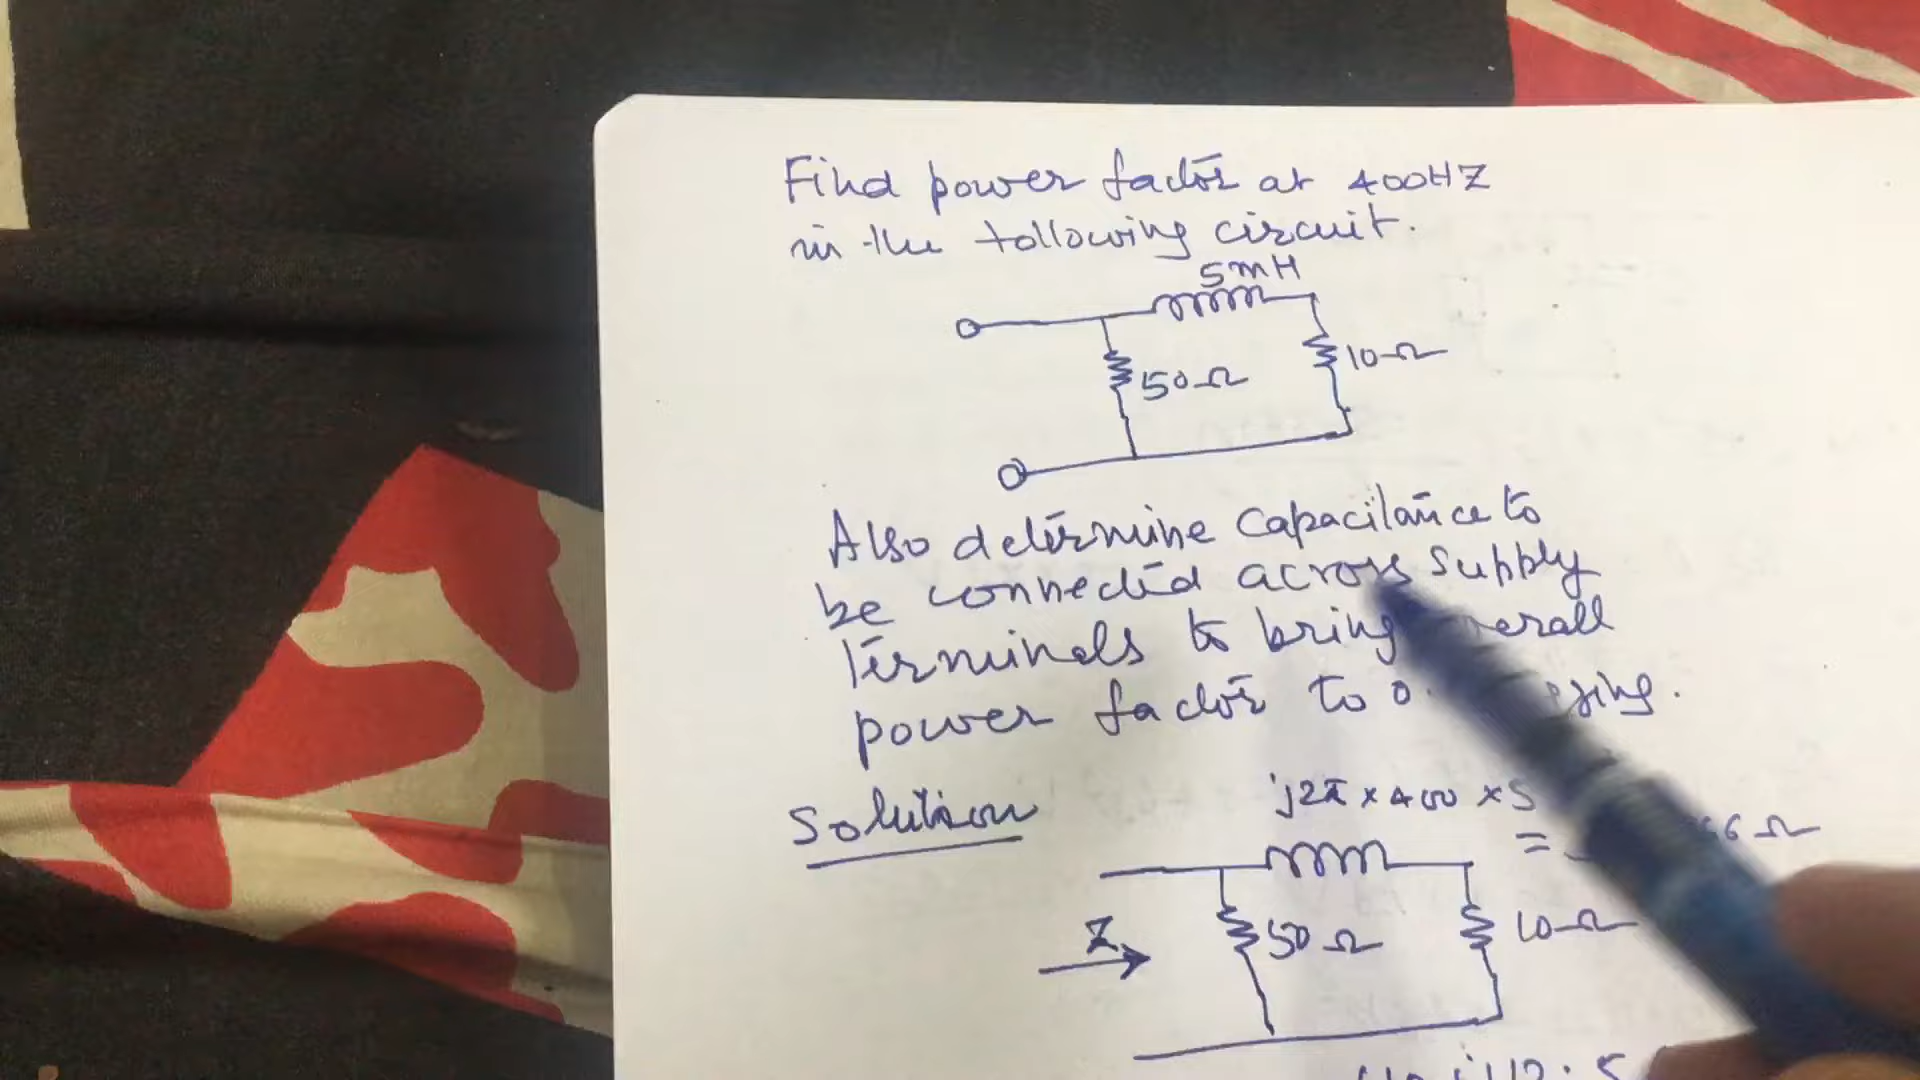 Find power factor at 400HZ
in the following circuit.
5mH
50Ω
10Ω
Also determine capacitance to
be connected across supply
terminals to bring
power factor to 0.
Solution
j2π × 400 × 5
=
Z
50Ω
10Ω